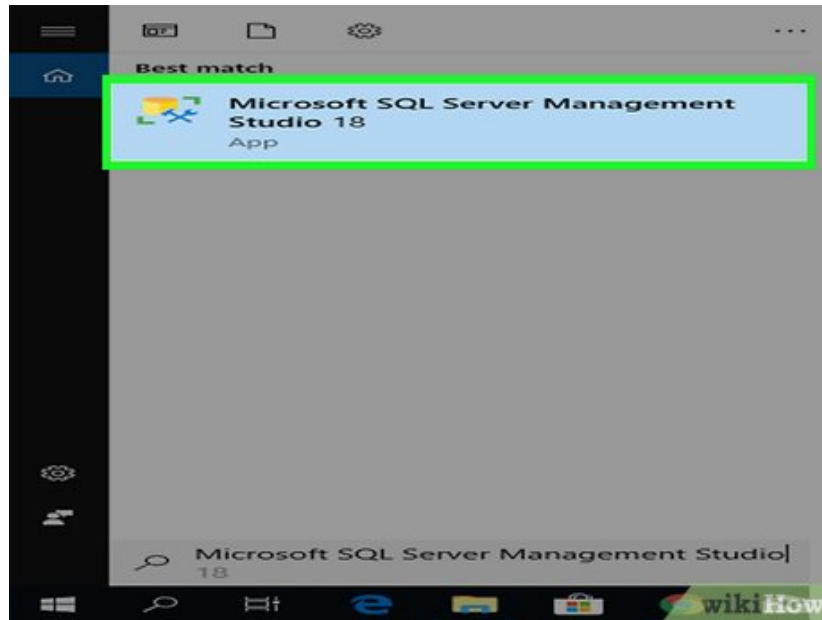 Best match
Microsoft SQL Server Management
Studio 18
App
Microsoft SQL Server Management Studio
18
wikiHow